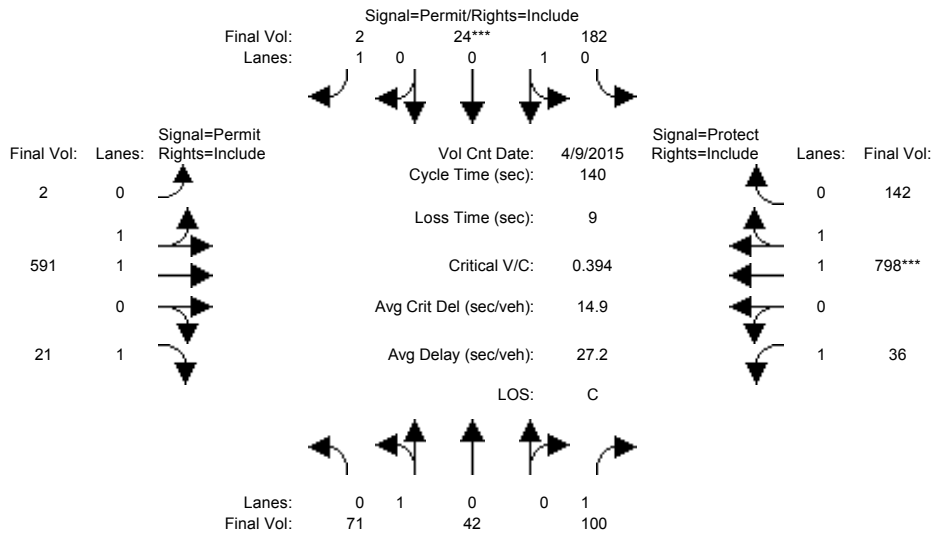 Signal=Permit/Rights=Include
Final Vol: 2 24*** 182
Lanes: 1 0 0 1 0
Signal=Permit Signal=Protect
Final Vol: Lanes: Rights=Include Vol Cnt Date: 4/9/2015 Rights=Include Lanes: Final Vol:
Cycle Time (sec): 140
2 0 0 142
Loss Time (sec): 9
1 1
591 1 Critical V/C: 0.394 1 798***
0 Avg Crit Del (sec/veh): 14.9 0
21 1 Avg Delay (sec/veh): 27.2 1 36
LOS: C
Lanes: 0 1 0 0 1
Final Vol: 71 42 100